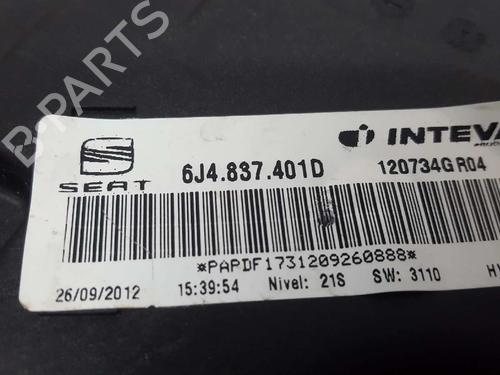 B-PARTS
SEAT
6J4.837.401D
INTEVA
120734G R04
*PAPDF1731209260888*
26/09/2012 15:39:54 Nivel: 21S SW: 3110